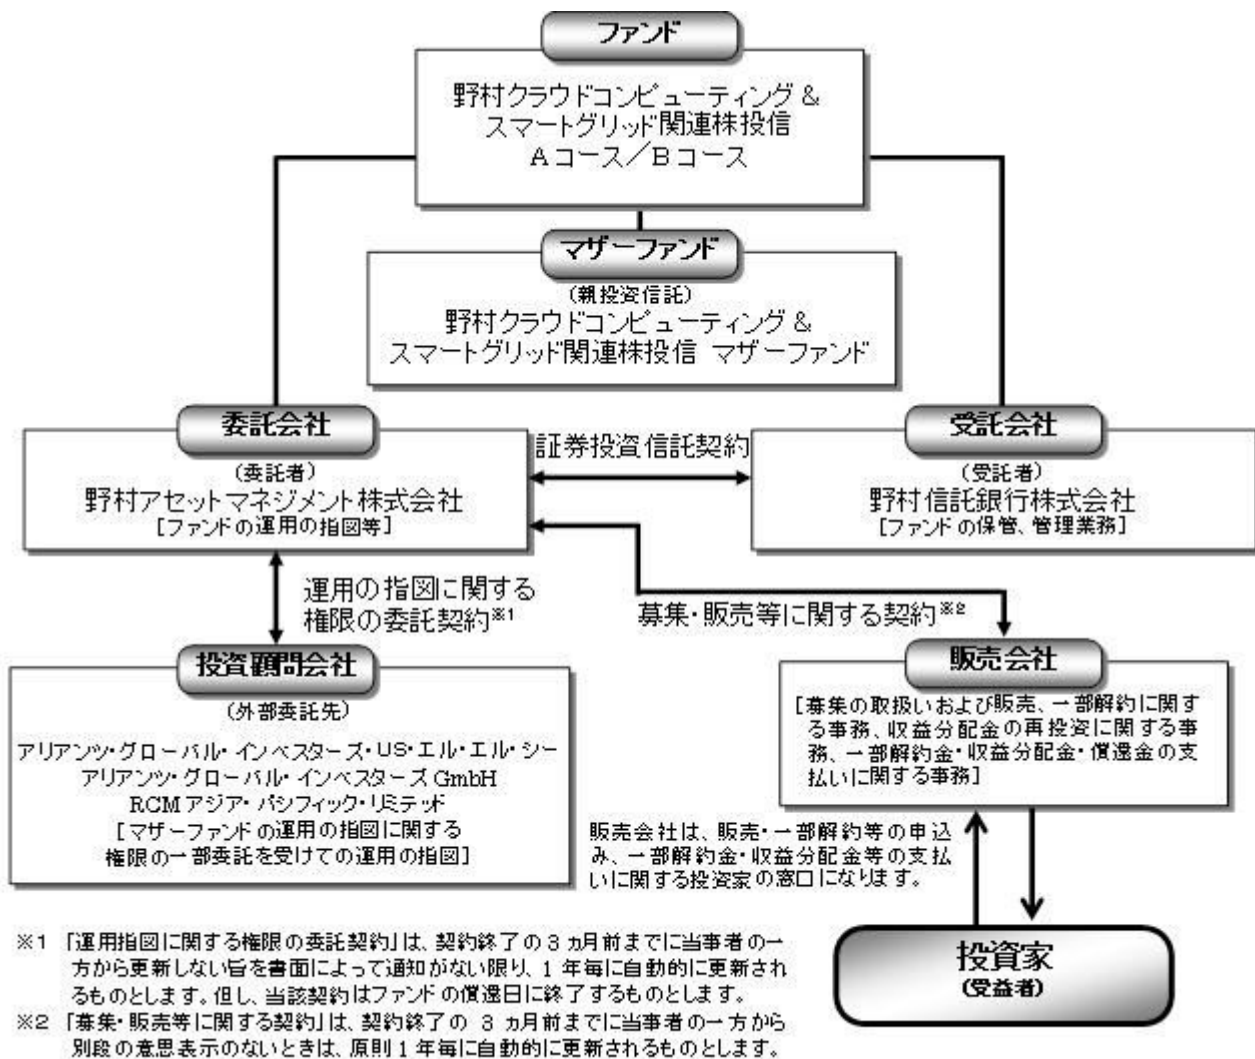 ファンド
野村クラウドコンピューティング＆
スマートグリッド関連株投信
Aコース／Bコース
マザーファンド
（親投資信託）
野村クラウドコンピューティング＆
スマートグリッド関連株投信 マザーファンド
委託会社
（委託者）
野村アセットマネジメント株式会社
［ファンドの運用の指図等］
証券投資信託契約
受託会社
（受託者）
野村信託銀行株式会社
［ファンドの保管、管理業務］
運用の指図に関する
権限の委託契約※1
募集・販売等に関する契約※2
投資顧問会社
（外部委託先）
アリアンツ・グローバル・インベスターズ・US・エル・エル・シー
アリアンツ・グローバル・インベスターズ GmbH
RCM アジア・パシフィック・リミテッド
［マザーファンドの運用の指図に関する
権限の一部委託を受けての運用の指図］
販売会社
［募集の取扱いおよび販売、一部解約に関す
る事務、収益分配金の再投資に関する事
務、一部解約金・収益分配金・償還金の支
払いに関する事務］
販売会社は、販売・一部解約等の申込
み、一部解約金・収益分配金等の支払
いに関する投資家の窓口になります。
投資家
（受益者）
※1 「運用指図に関する権限の委託契約」は、契約終了の3ヵ月前までに当事者の一
方から更新しない旨を書面によって通知がない限り、1年毎に自動的に更新され
るものとします。但し、当該契約はファンドの償還日に終了するものとします。
※2 「募集・販売等に関する契約」は、契約終了の 3 ヵ月前までに当事者の一方から
別段の意思表示のないときは、原則1年毎に自動的に更新されるものとします。